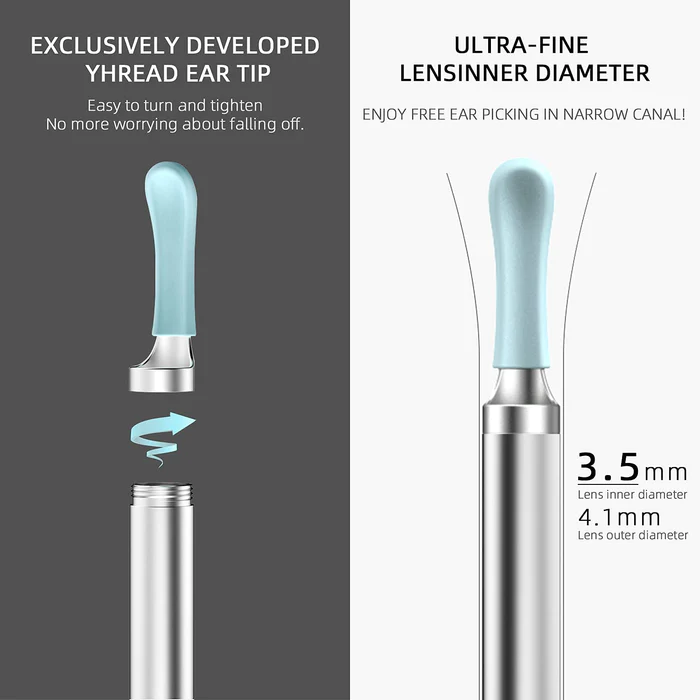 EXCLUSIVELY DEVELOPED
YHREAD EAR TIP
Easy to turn and tighten
No more worrying about falling off.
ULTRA-FINE
LENSINNER DIAMETER
ENJOY FREE EAR PICKING IN NARROW CANAL!
3.5mm
Lens inner diameter
4.1mm
Lens outer diameter